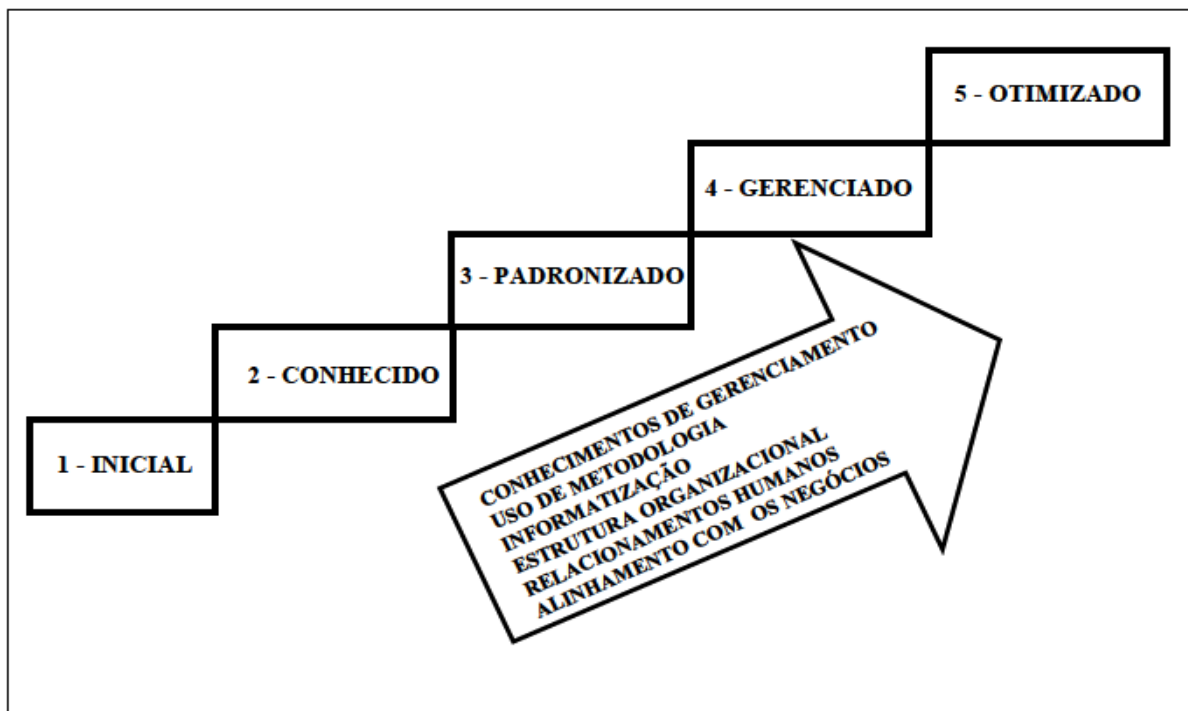 5 - OTIMIZADO
4 - GERENCIADO
3 - PADRONIZADO
2 - CONHECIDO
1 - INICIAL
CONHECIMENTOS DE GERENCIAMENTO
USO DE METODOLOGIA
INFORMATIZAÇÃO
ESTRUTURA ORGANIZACIONAL
RELACIONAMENTOS HUMANOS
ALINHAMENTO COM OS NEGÓCIOS